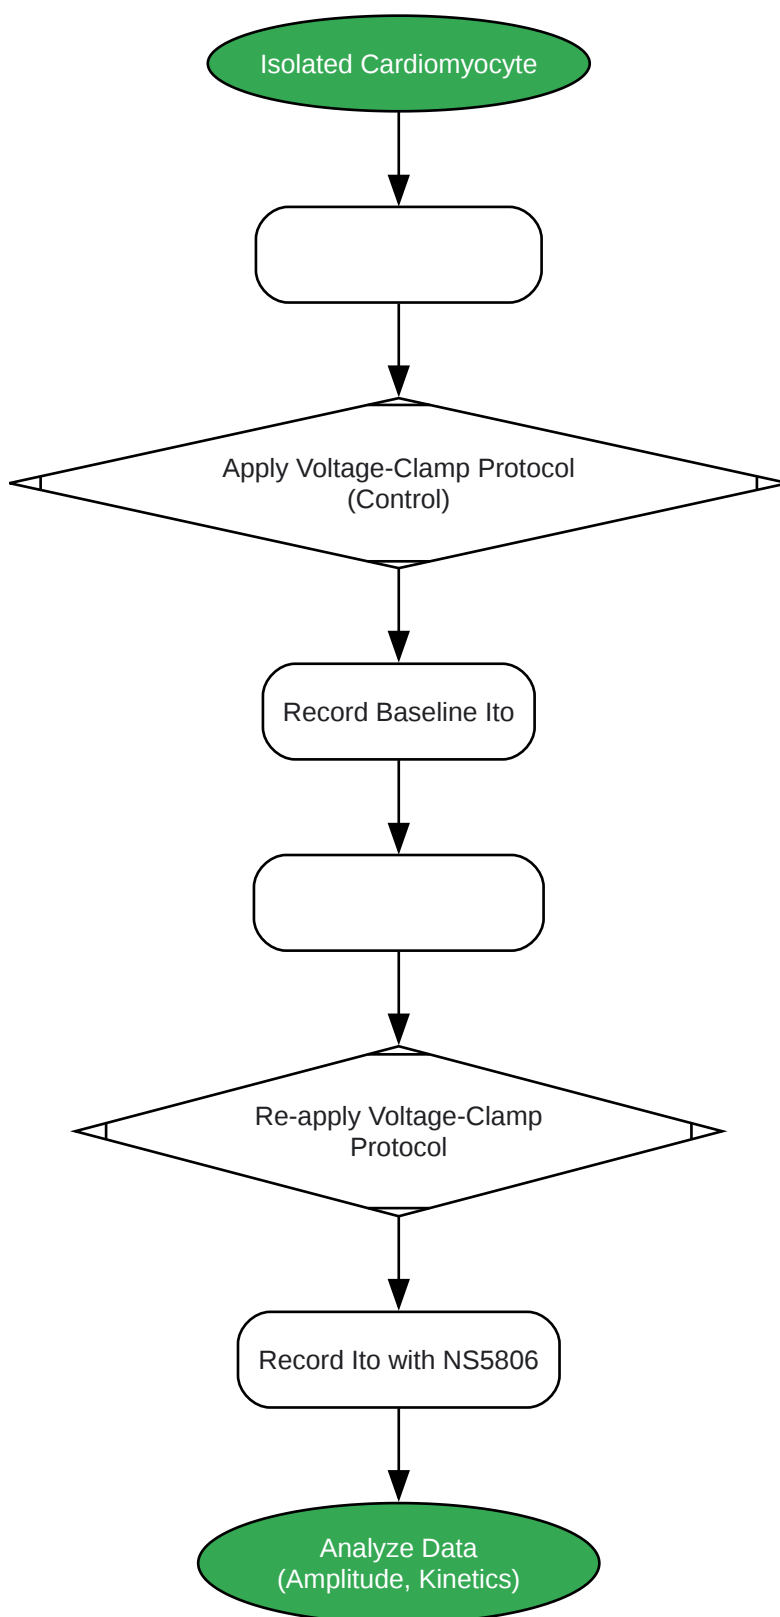 Isolated Cardiomyocyte
Apply Voltage-Clamp Protocol
(Control)
Record Baseline Ito
Re-apply Voltage-Clamp
Protocol
Record Ito with NS5806
Analyze Data
(Amplitude, Kinetics)